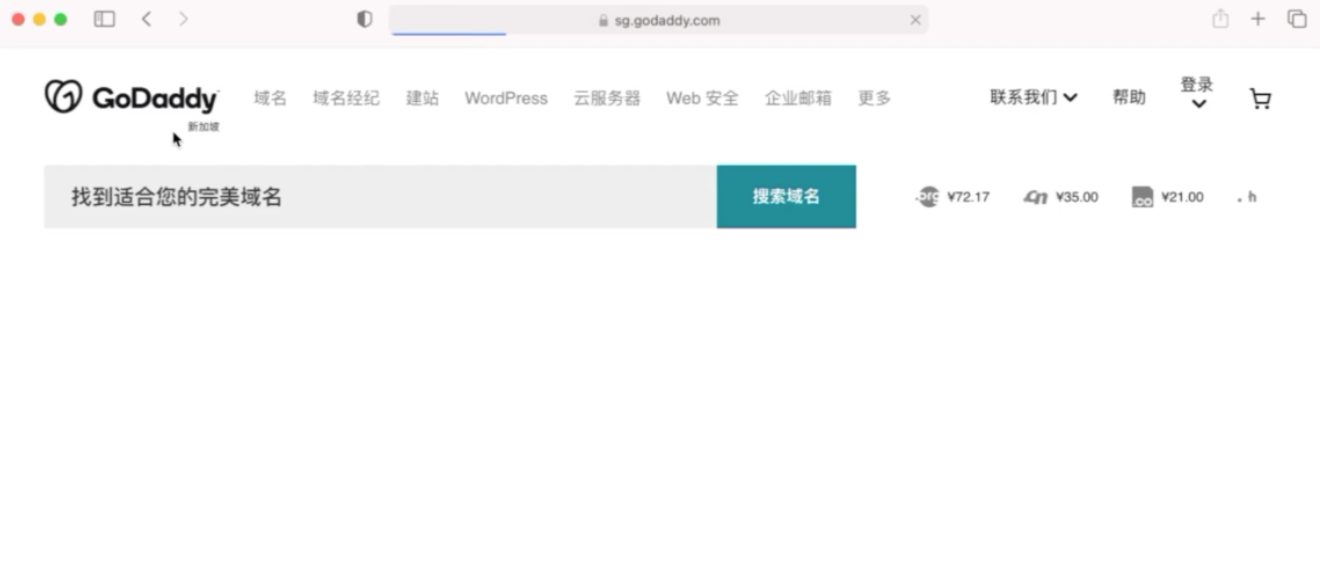 sg.godaddy.com
GoDaddy 域名 域名经纪 建站 WordPress 云服务器 Web 安全 企业邮箱 更多 联系我们 帮助 登录
新加坡
找到适合您的完美域名 搜索域名 .org ¥72.17 cn ¥35.00 .co ¥21.00 . h